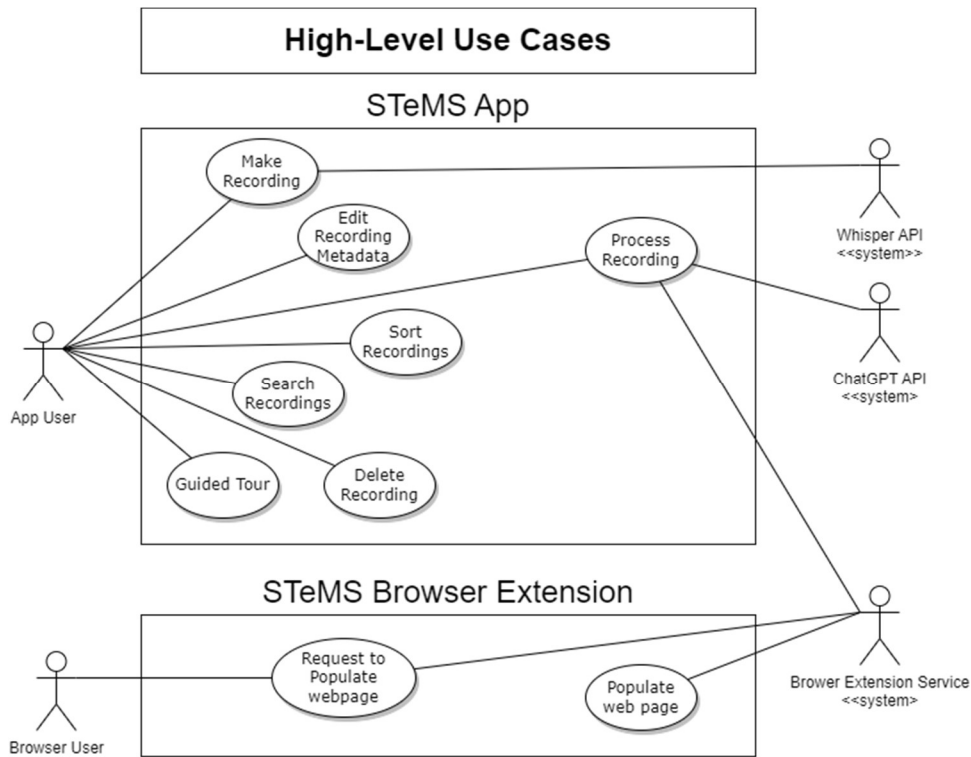 High-Level Use Cases
STeMS App
Make
Recording
Edit
Recording
Metadata
Process
Recording
Whisper API
<<system>>
Sort
Recordings
ChatGPT API
<<system>
Search
Recordings
App User
Guided Tour
Delete
Recording
STeMS Browser Extension
Request to
Populate
webpage
Populate
web page
Brower Extension Service
<<system>
Browser User